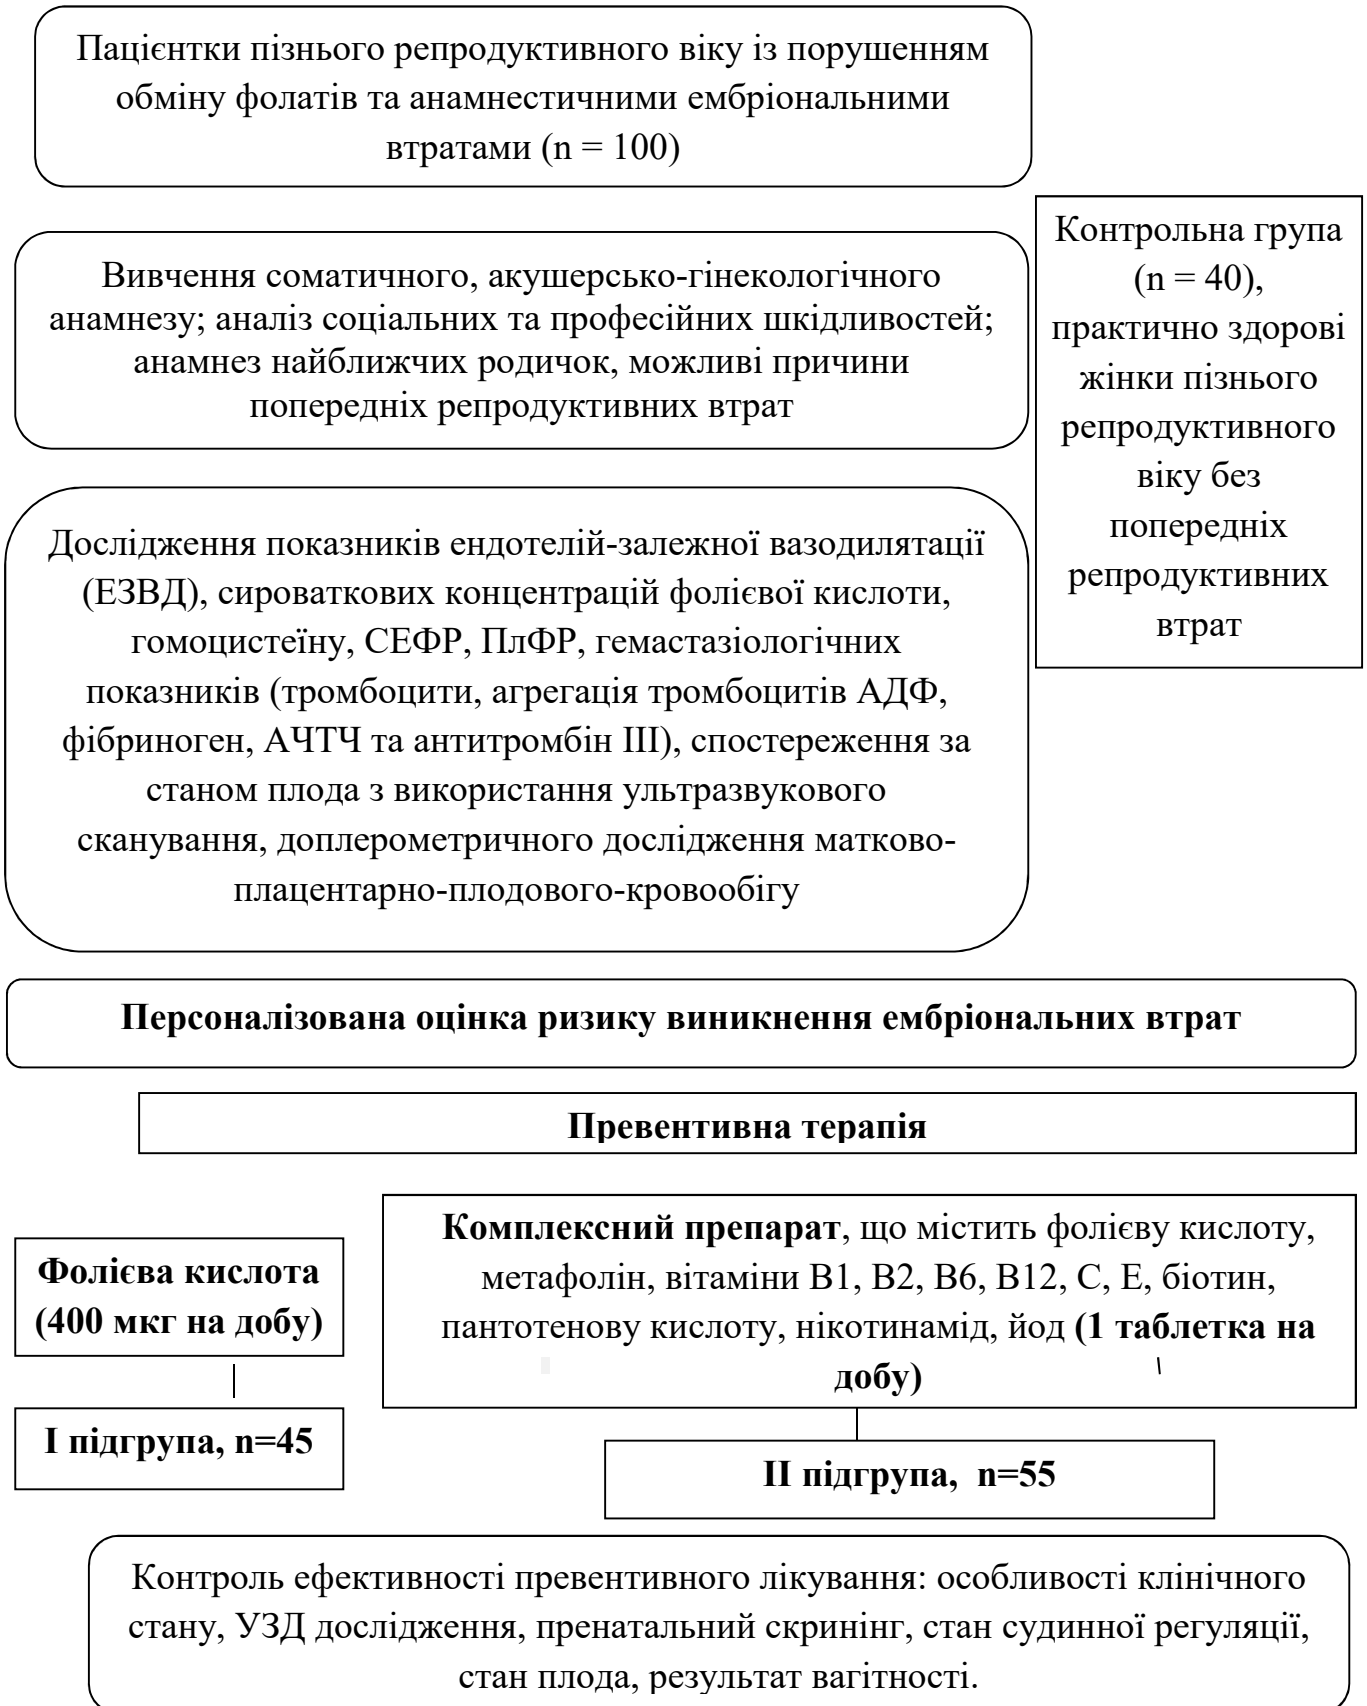 Пацієнтки пізнього репродуктивного віку із порушенням
обміну фолатів та анамнестичними ембріональними
втратами (n = 100)
Вивчення соматичного, акушерсько-гінекологічного
анамнезу; аналіз соціальних та професійних шкідливостей;
анамнез найближчих родичок, можливі причини
попередніх репродуктивних втрат
Контрольна група
(n = 40),
практично здорові
жінки пізнього
репродуктивного
віку без
попередніх
репродуктивних
втрат
Дослідження показників ендотелій-залежної вазодилятації
(ЕЗВД), сироваткових концентрацій фолієвої кислоти,
гомоцистеїну, СЕФР, ПлФР, гемастазіологічних
показників (тромбоцити, агрегація тромбоцитів АДФ,
фібриноген, АЧТЧ та антитромбін ІІІ), спостереження за
станом плода з використання ультразвукового
сканування, доплерометричного дослідження матково-
плацентарно-плодового-кровообігу
Персоналізована оцінка ризику виникнення ембріональних втрат
Превентивна терапія
Фолієва кислота
(400 мкг на добу)
Комплексний препарат, що містить фолієву кислоту,
метафолін, вітаміни В1, В2, В6, В12, С, Е, біотин,
пантотенову кислоту, нікотинамід, йод (1 таблетка на
добу)
І підгрупа, n=45
ІІ підгрупа, n=55
Контроль ефективності превентивного лікування: особливості клінічного
стану, УЗД дослідження, пренатальний скринінг, стан судинної регуляції,
стан плода, результат вагітності.